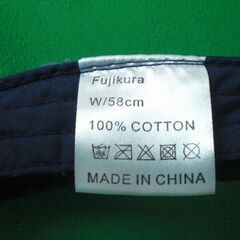 Fujikura
W/58cm
100% COTTON
MADE IN CHINA